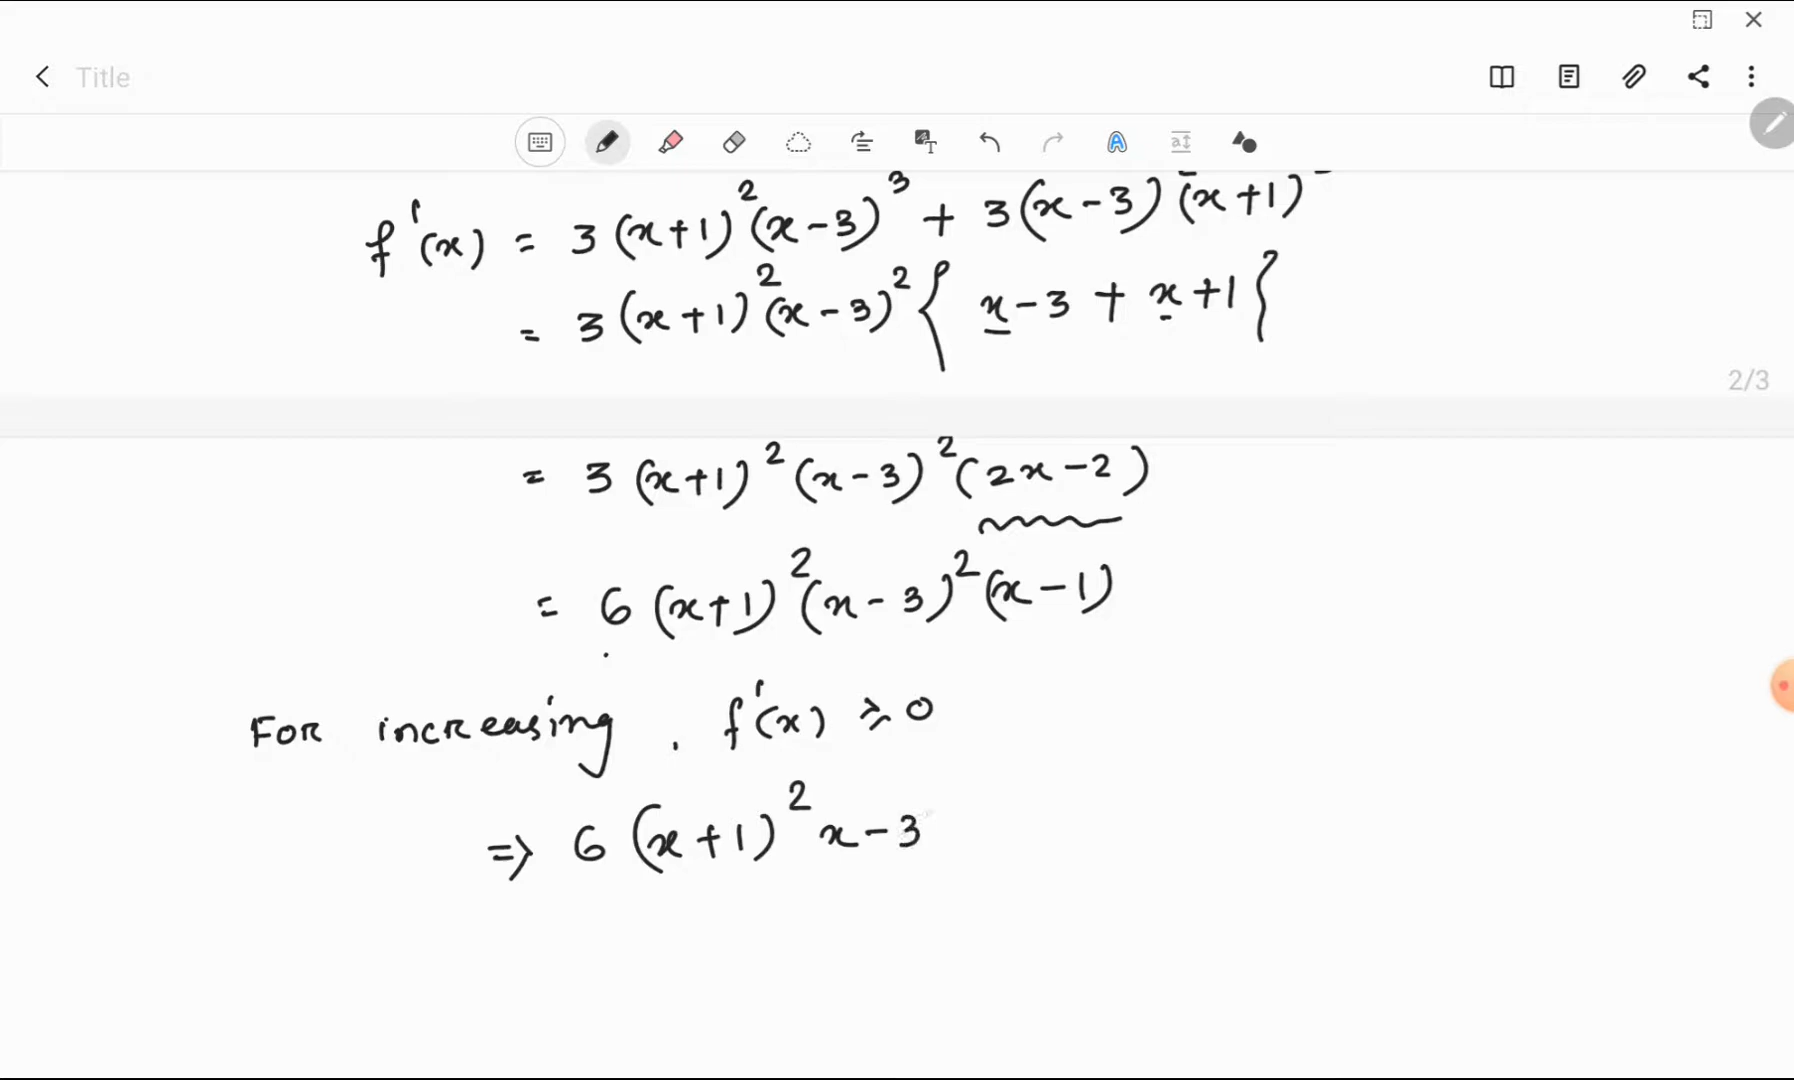 Title
f'(x) = 3(x+1)²(x-3)³ + 3(x-3) (x+1)
= 3(x+1)²(x-3)² { x-3 + x+1 }
2/3
= 3(x+1)²(x-3)²(2x-2)
= 6(x+1)²(x-3)²(x-1)
For increasing, f'(x) ≥ 0
=> 6(x+1)² x-3